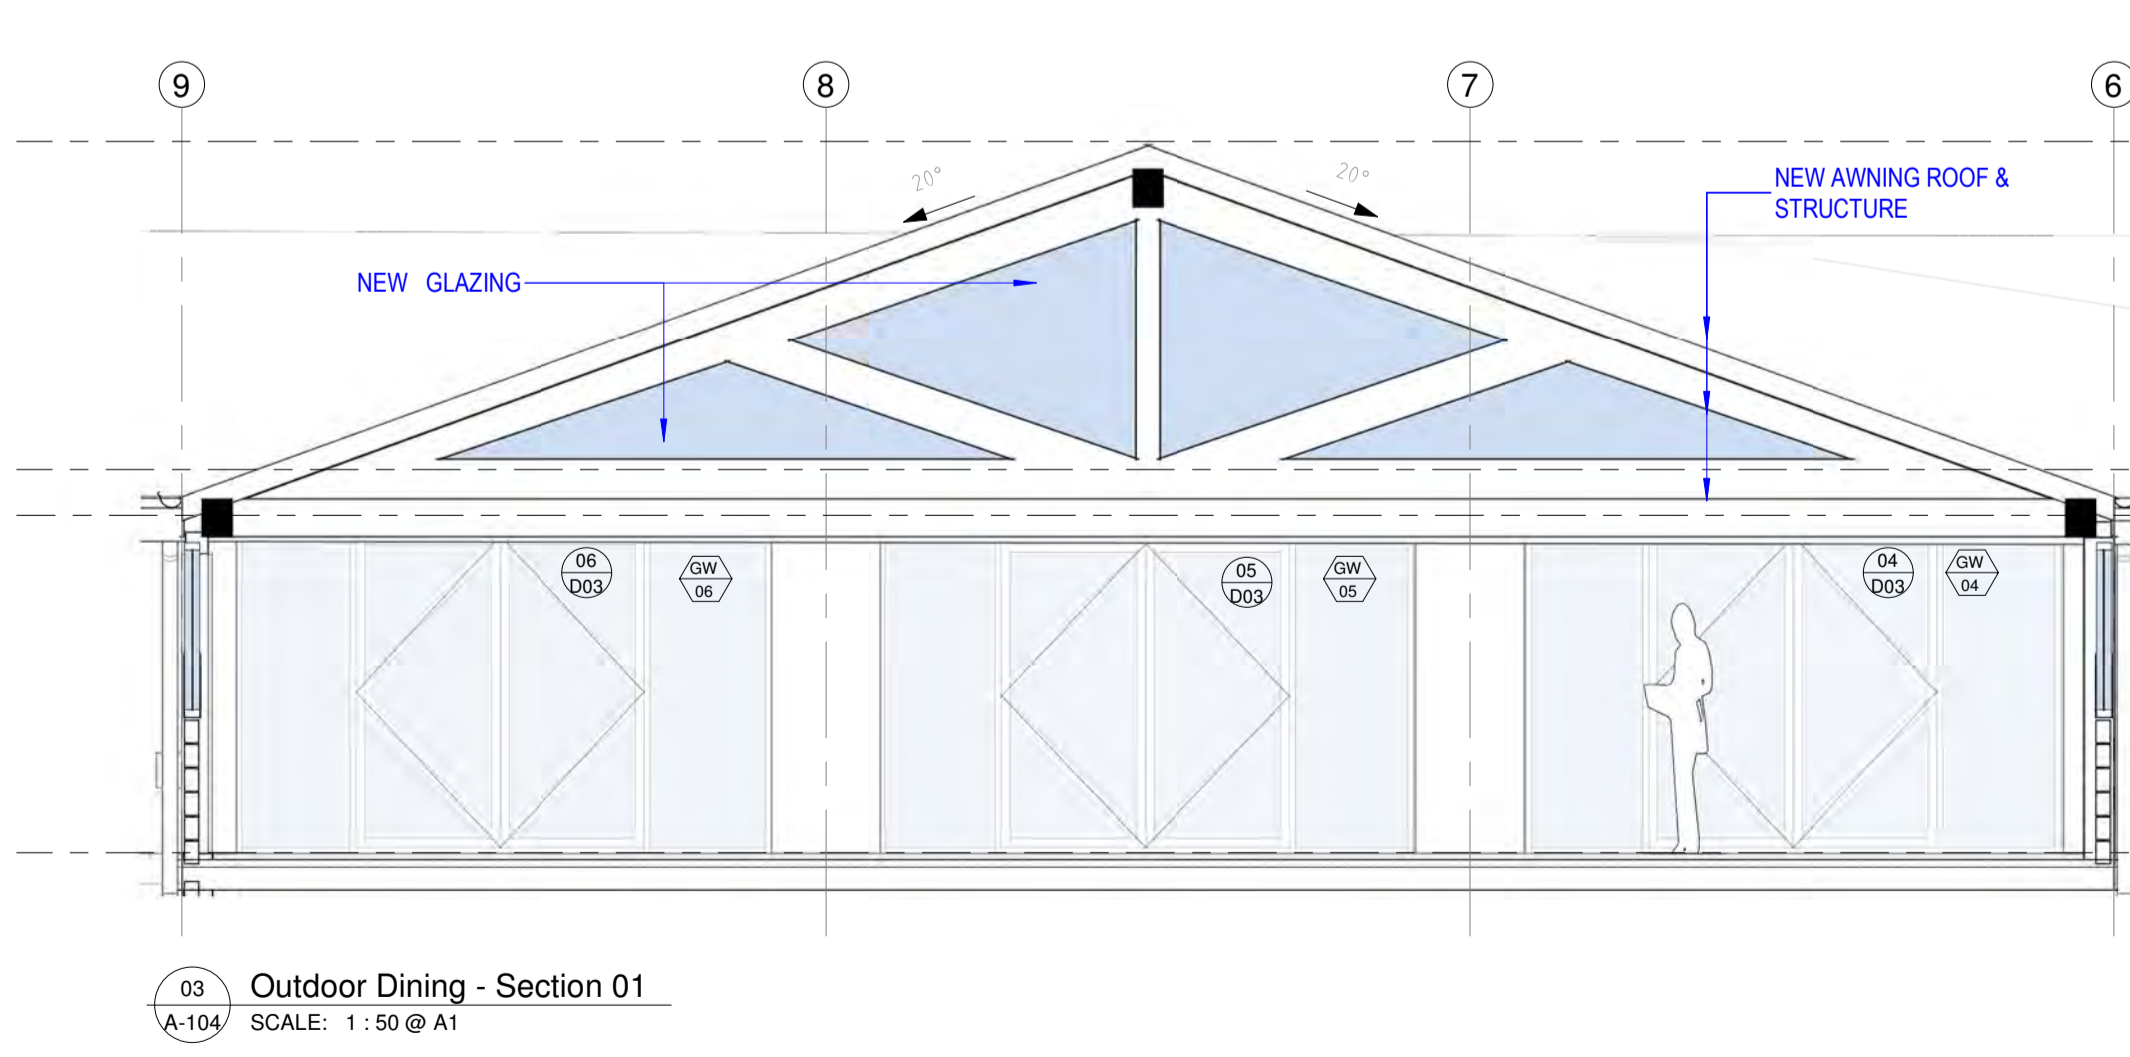 9
8
7
6
20°
20°
NEW AWNING ROOF &
STRUCTURE
NEW GLAZING
06
D03
GW
06
05
D03
GW
05
04
D03
GW
04
03
A-104
Outdoor Dining - Section 01
SCALE: 1 : 50 @ A1